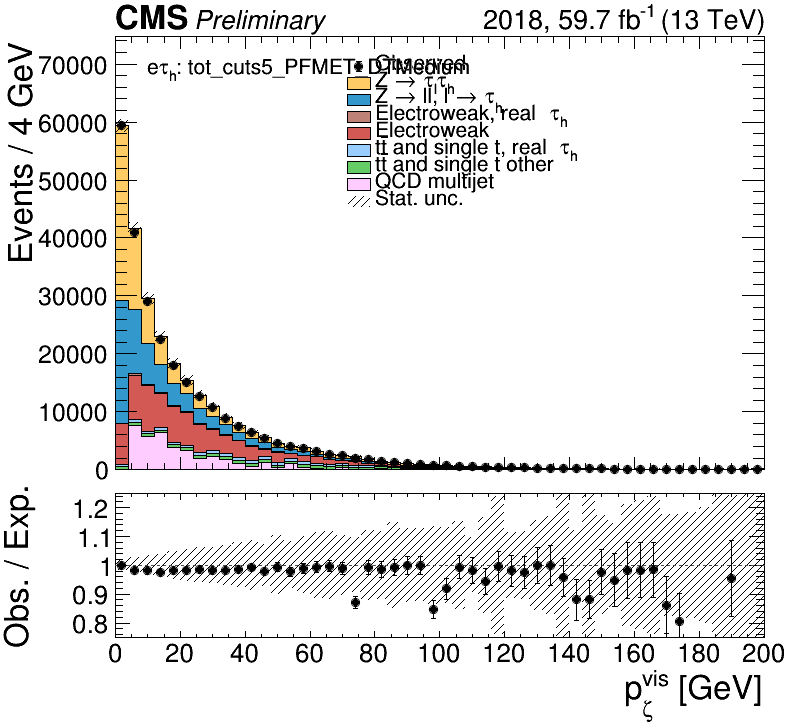 CMS Preliminary 2018, 59.7 fb⁻¹ (13 TeV)
Events / 4 GeV
70000
60000
50000
40000
30000
20000
10000
0
eτh: tot_cuts5_PFMET
Medium
Observed
Z → ττh
Z → ll, l → τh
Electroweak, real τh
Electroweak
tt̄ and single t, real τh
tt̄ and single t other
QCD multijet
Stat. unc.
Obs. / Exp.
1.2
1.1
1
0.9
0.8
0 20 40 60 80 100 120 140 160 180 200
pζvis [GeV]